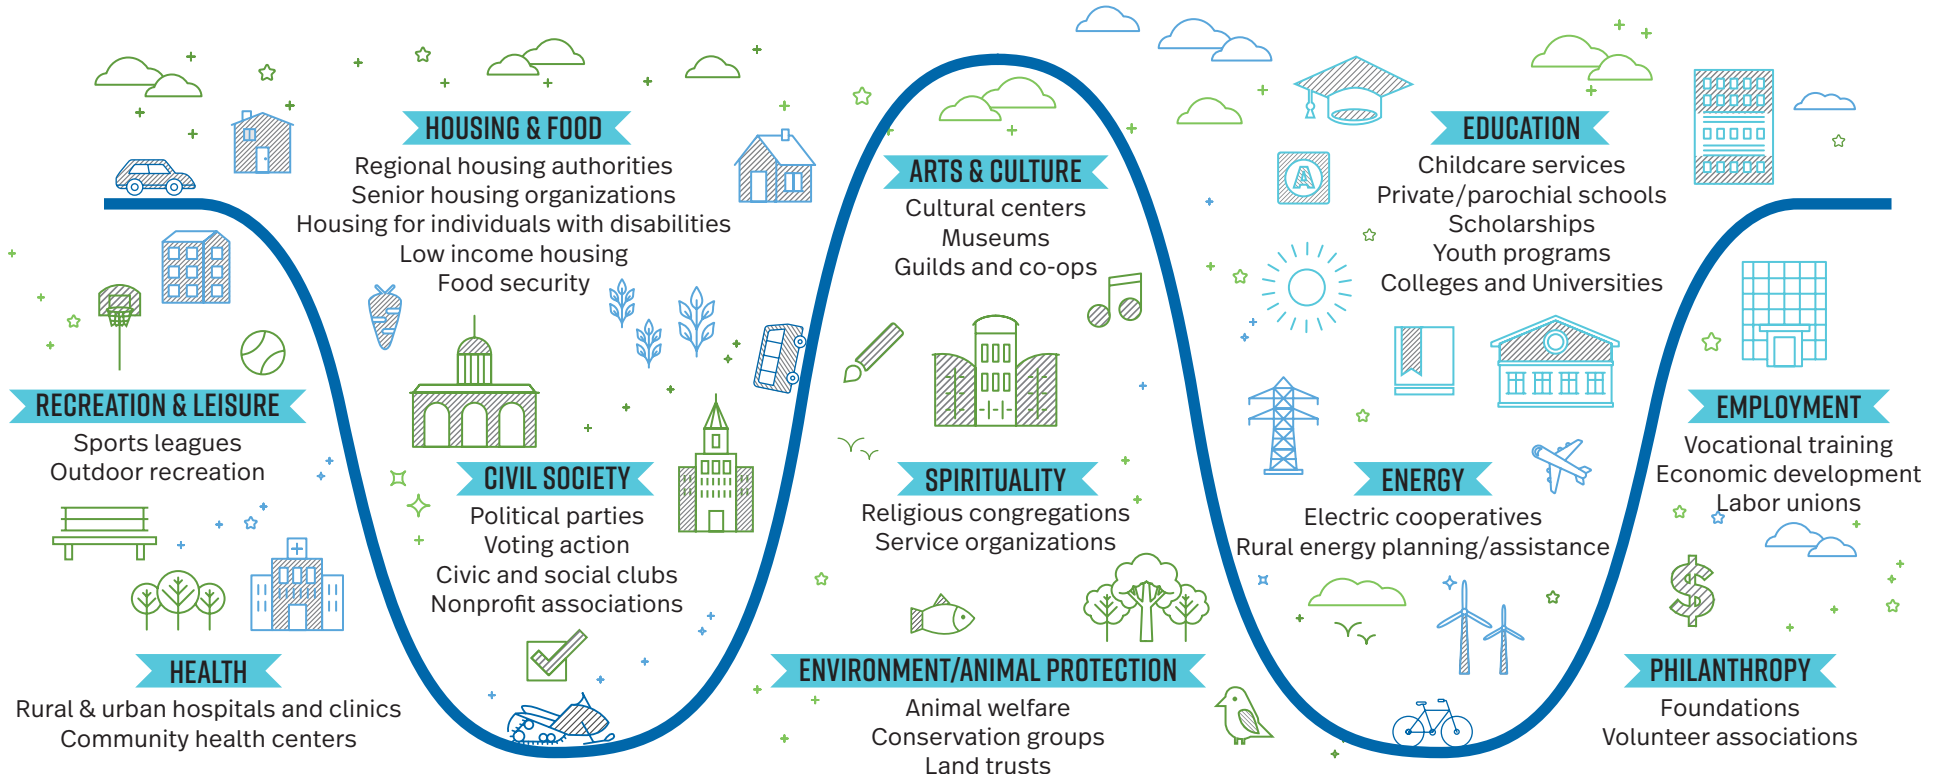 HOUSING & FOOD
Regional housing authorities
Senior housing organizations
Housing for individuals with disabilities
Low income housing
Food security
ARTS & CULTURE
Cultural centers
Museums
Guilds and co-ops
EDUCATION
Childcare services
Private/parochial schools
Scholarships
Youth programs
Colleges and Universities
A
RECREATION & LEISURE
Sports leagues
Outdoor recreation
CIVIL SOCIETY
Political parties
Voting action
Civic and social clubs
Nonprofit associations
SPIRITUALITY
Religious congregations
Service organizations
ENERGY
Electric cooperatives
Rural energy planning/assistance
EMPLOYMENT
Vocational training
Economic development
Labor unions
$
HEALTH
Rural & urban hospitals and clinics
Community health centers
ENVIRONMENT/ANIMAL PROTECTION
Animal welfare
Conservation groups
Land trusts
PHILANTHROPY
Foundations
Volunteer associations